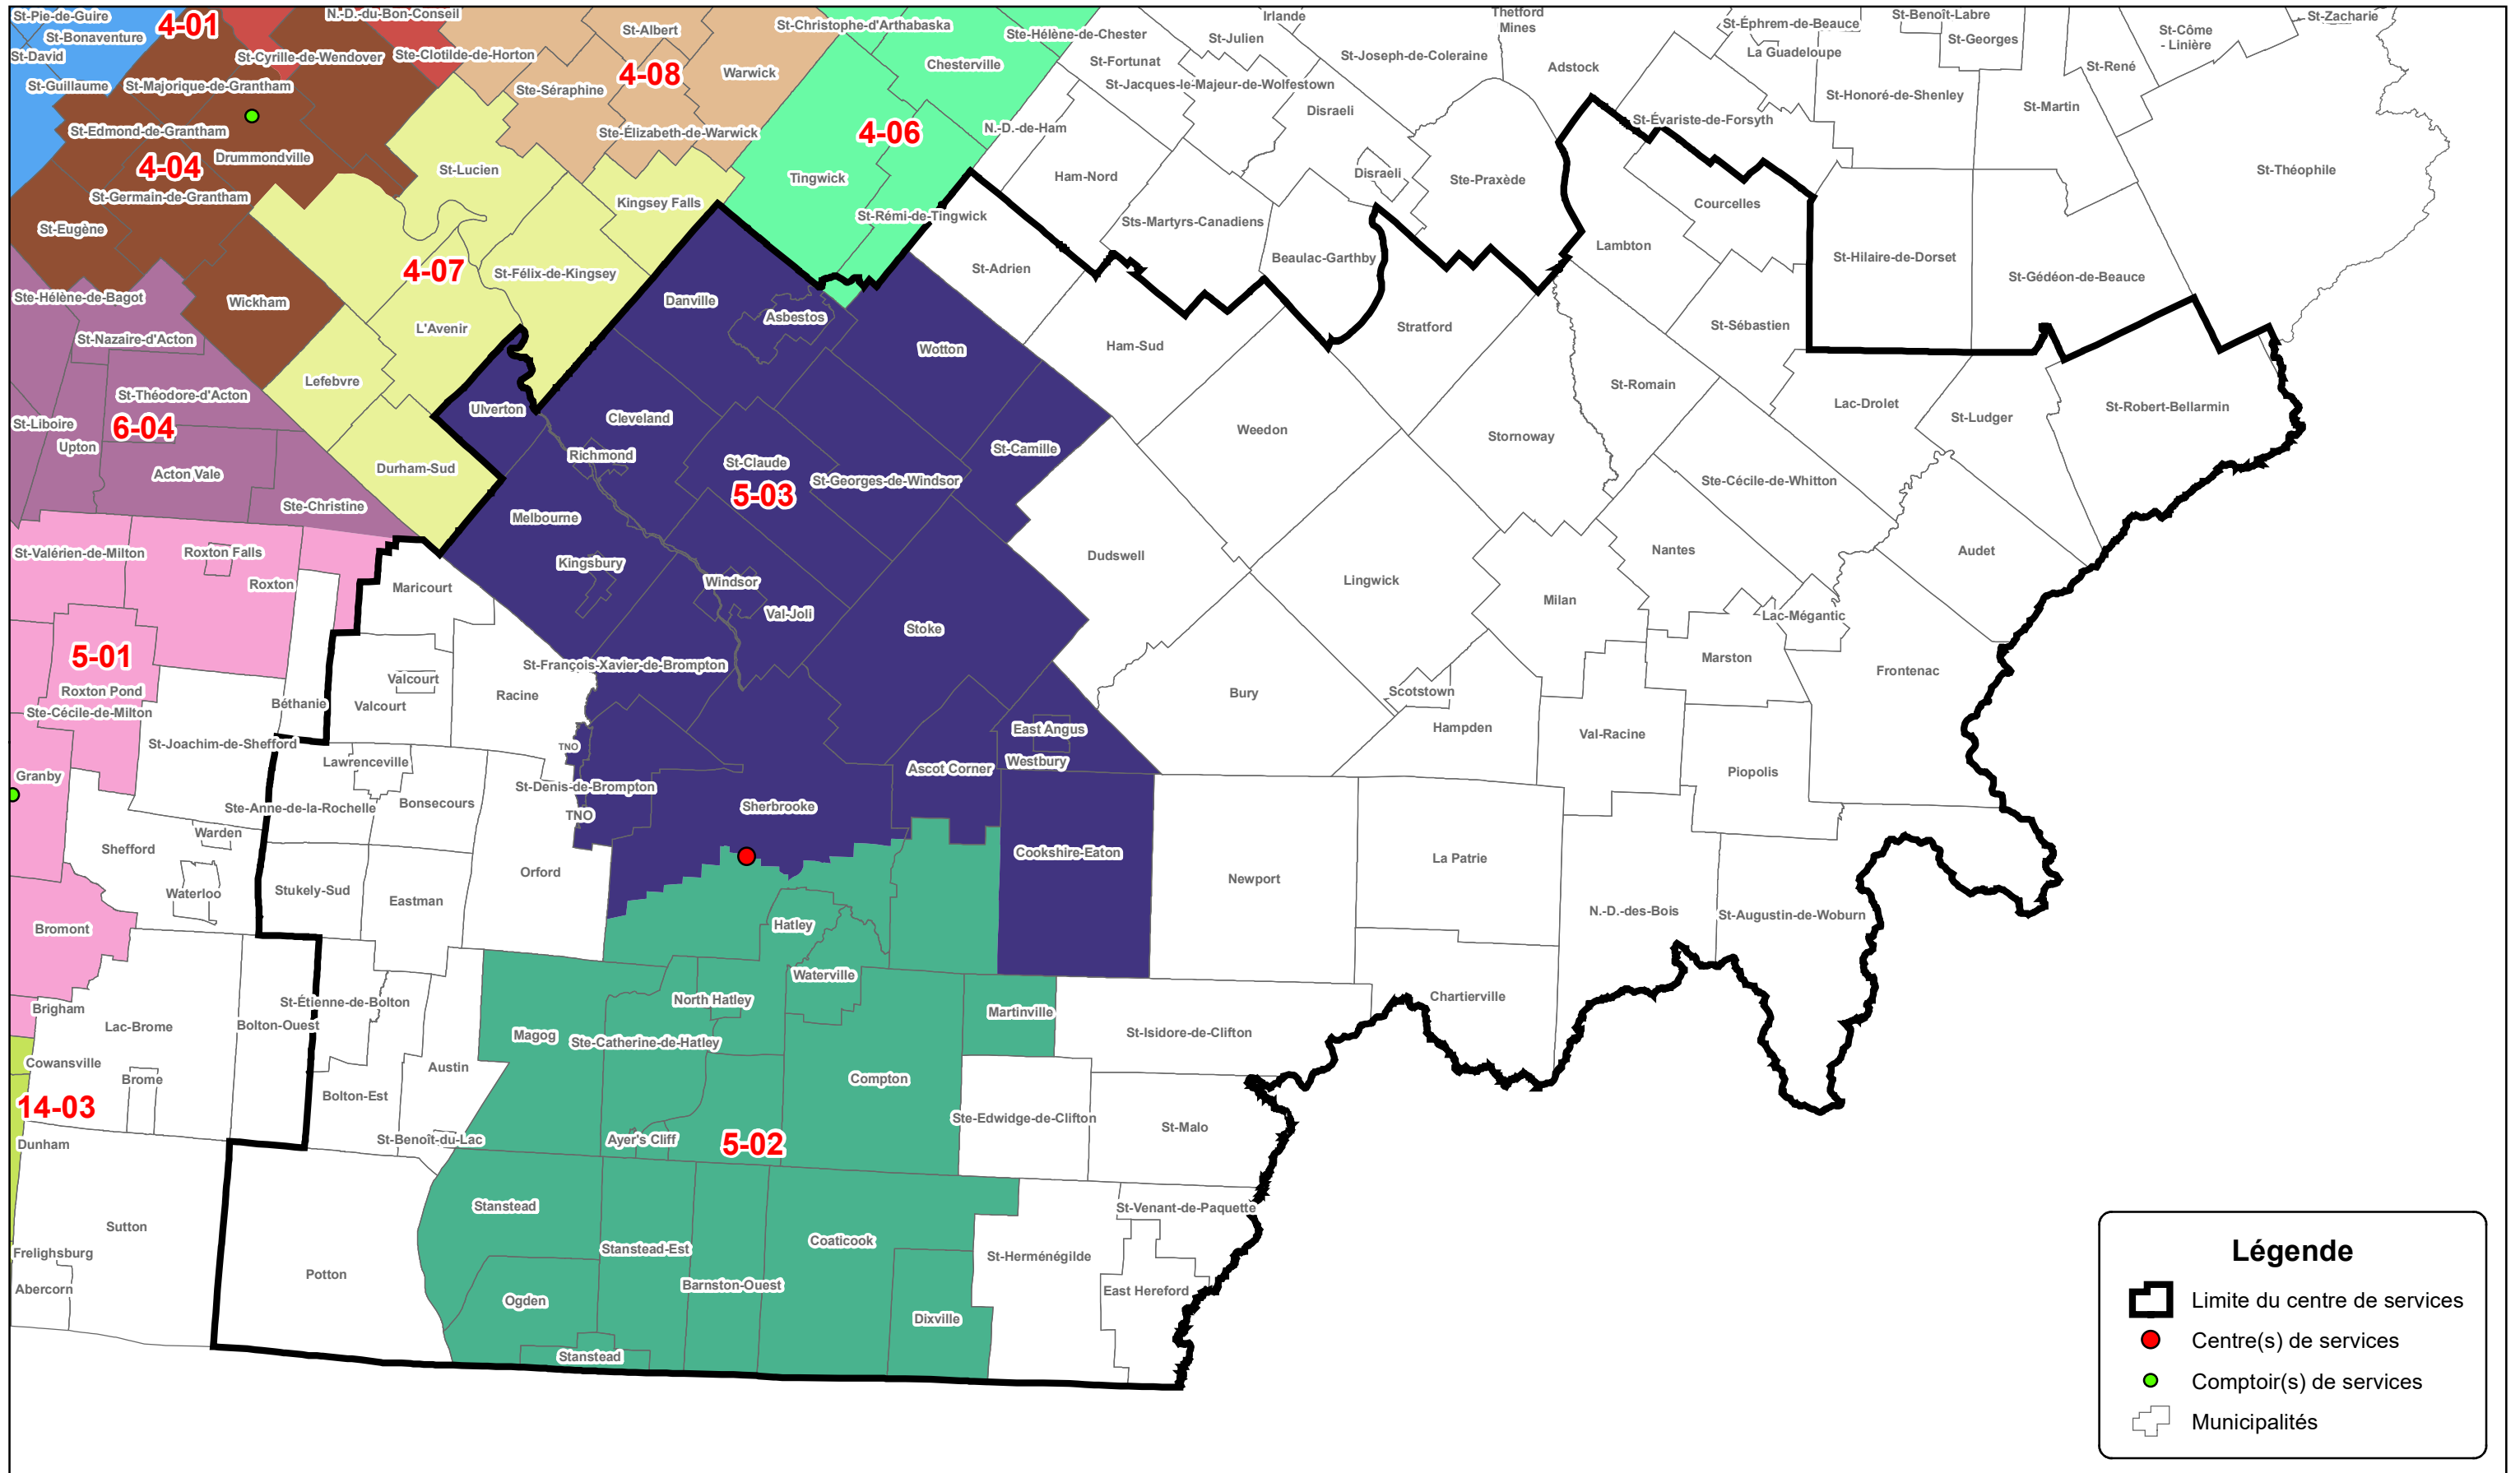 St-Pie-de-Guire
4-01
N.-D.-du-Bon-Conseil
St-Bonaventure
St-David
St-Cyrille-de-Wendover
Ste-Clotilde-de-Horton
St-Albert
St-Christophe-d'Arthabaska
Ste-Hélène-de-Chester
Irlande
Thetford
Mines
St-Julien
St-Joseph-de-Coleraine
St-Éphrem-de-Beauce
St-Benoît-Labre
St-Côme
- Linière
St-Zacharie
St-Georges
La Guadeloupe
St-Guillaume
St-Majorique-de-Grantham
Ste-Séraphine
4-08
Warwick
Chesterville
St-Fortunat
St-Jacques-le-Majeur-de-Wolfestown
Adstock
St-René
St-Honoré-de-Shenley
St-Martin
Disraeli
St-Edmond-de-Grantham
Ste-Élizabeth-de-Warwick
4-06
N.-D.-de-Ham
St-Évariste-de-Forsyth
Drummondville
4-04
St-Lucien
Tingwick
Ham-Nord
Disraeli
Ste-Praxède
St-Théophile
St-Germain-de-Grantham
Kingsey Falls
St-Rémi-de-Tingwick
Sts-Martyrs-Canadiens
Courcelles
St-Eugène
Lambton
4-07
St-Félix-de-Kingsey
St-Adrien
Beaulac-Garthby
St-Hilaire-de-Dorset
St-Gédéon-de-Beauce
Ste-Hélène-de-Bagot
Wickham
Danville
Asbestos
L'Avenir
Stratford
St-Sébastien
St-Nazaire-d'Acton
Wotton
Ham-Sud
Lefebvre
St-Romain
St-Théodore-d'Acton
Ulverton
Cleveland
Lac-Drolet
St-Ludger
St-Robert-Bellarmin
St-Liboire
6-04
Upton
Weedon
Stornoway
Richmond
St-Claude
St-Camille
Acton Vale
Durham-Sud
St-Georges-de-Windsor
Ste-Cécile-de-Whitton
5-03
Ste-Christine
Melbourne
St-Valérien-de-Milton
Roxton Falls
Kingsbury
Dudswell
Nantes
Audet
Roxton
Maricourt
Windsor
Lingwick
Val-Joli
Milan
Lac-Mégantic
Stoke
5-01
St-François-Xavier-de-Brompton
Marston
Frontenac
Roxton Pond
Valcourt
Racine
Bury
Scotstown
Béthanie
Valcourt
Ste-Cécile-de-Milton
East Angus
Hampden
Val-Racine
St-Joachim-de-Shefford
TNO
Westbury
Lawrenceville
Ascot Corner
Piopolis
Granby
St-Denis-de-Brompton
Ste-Anne-de-la-Rochelle
Bonsecours
Sherbrooke
TNO
Warden
Shefford
Cookshire-Eaton
La Patrie
Orford
Newport
Waterloo
Stukely-Sud
Eastman
N.-D.-des-Bois
St-Augustin-de-Woburn
Bromont
Hatley
Waterville
St-Étienne-de-Bolton
North Hatley
Chartierville
Brigham
Lac-Brome
Bolton-Ouest
Martinville
St-Isidore-de-Clifton
Magog
Ste-Catherine-de-Hatley
Cowansville
Austin
Compton
Brome
Bolton-Est
14-03
Ste-Edwidge-de-Clifton
St-Malo
Dunham
St-Benoît-du-Lac
Ayer's Cliff
5-02
Stanstead
St-Venant-de-Paquette
Sutton
Stanstead-Est
Coaticook
Frelighsburg
St-Herménégilde
Potton
Barnston-Ouest
Abercorn
Ogden
East Hereford
Dixville
Stanstead
Légende
Limite du centre de services
Centre(s) de services
Comptoir(s) de services
Municipalités